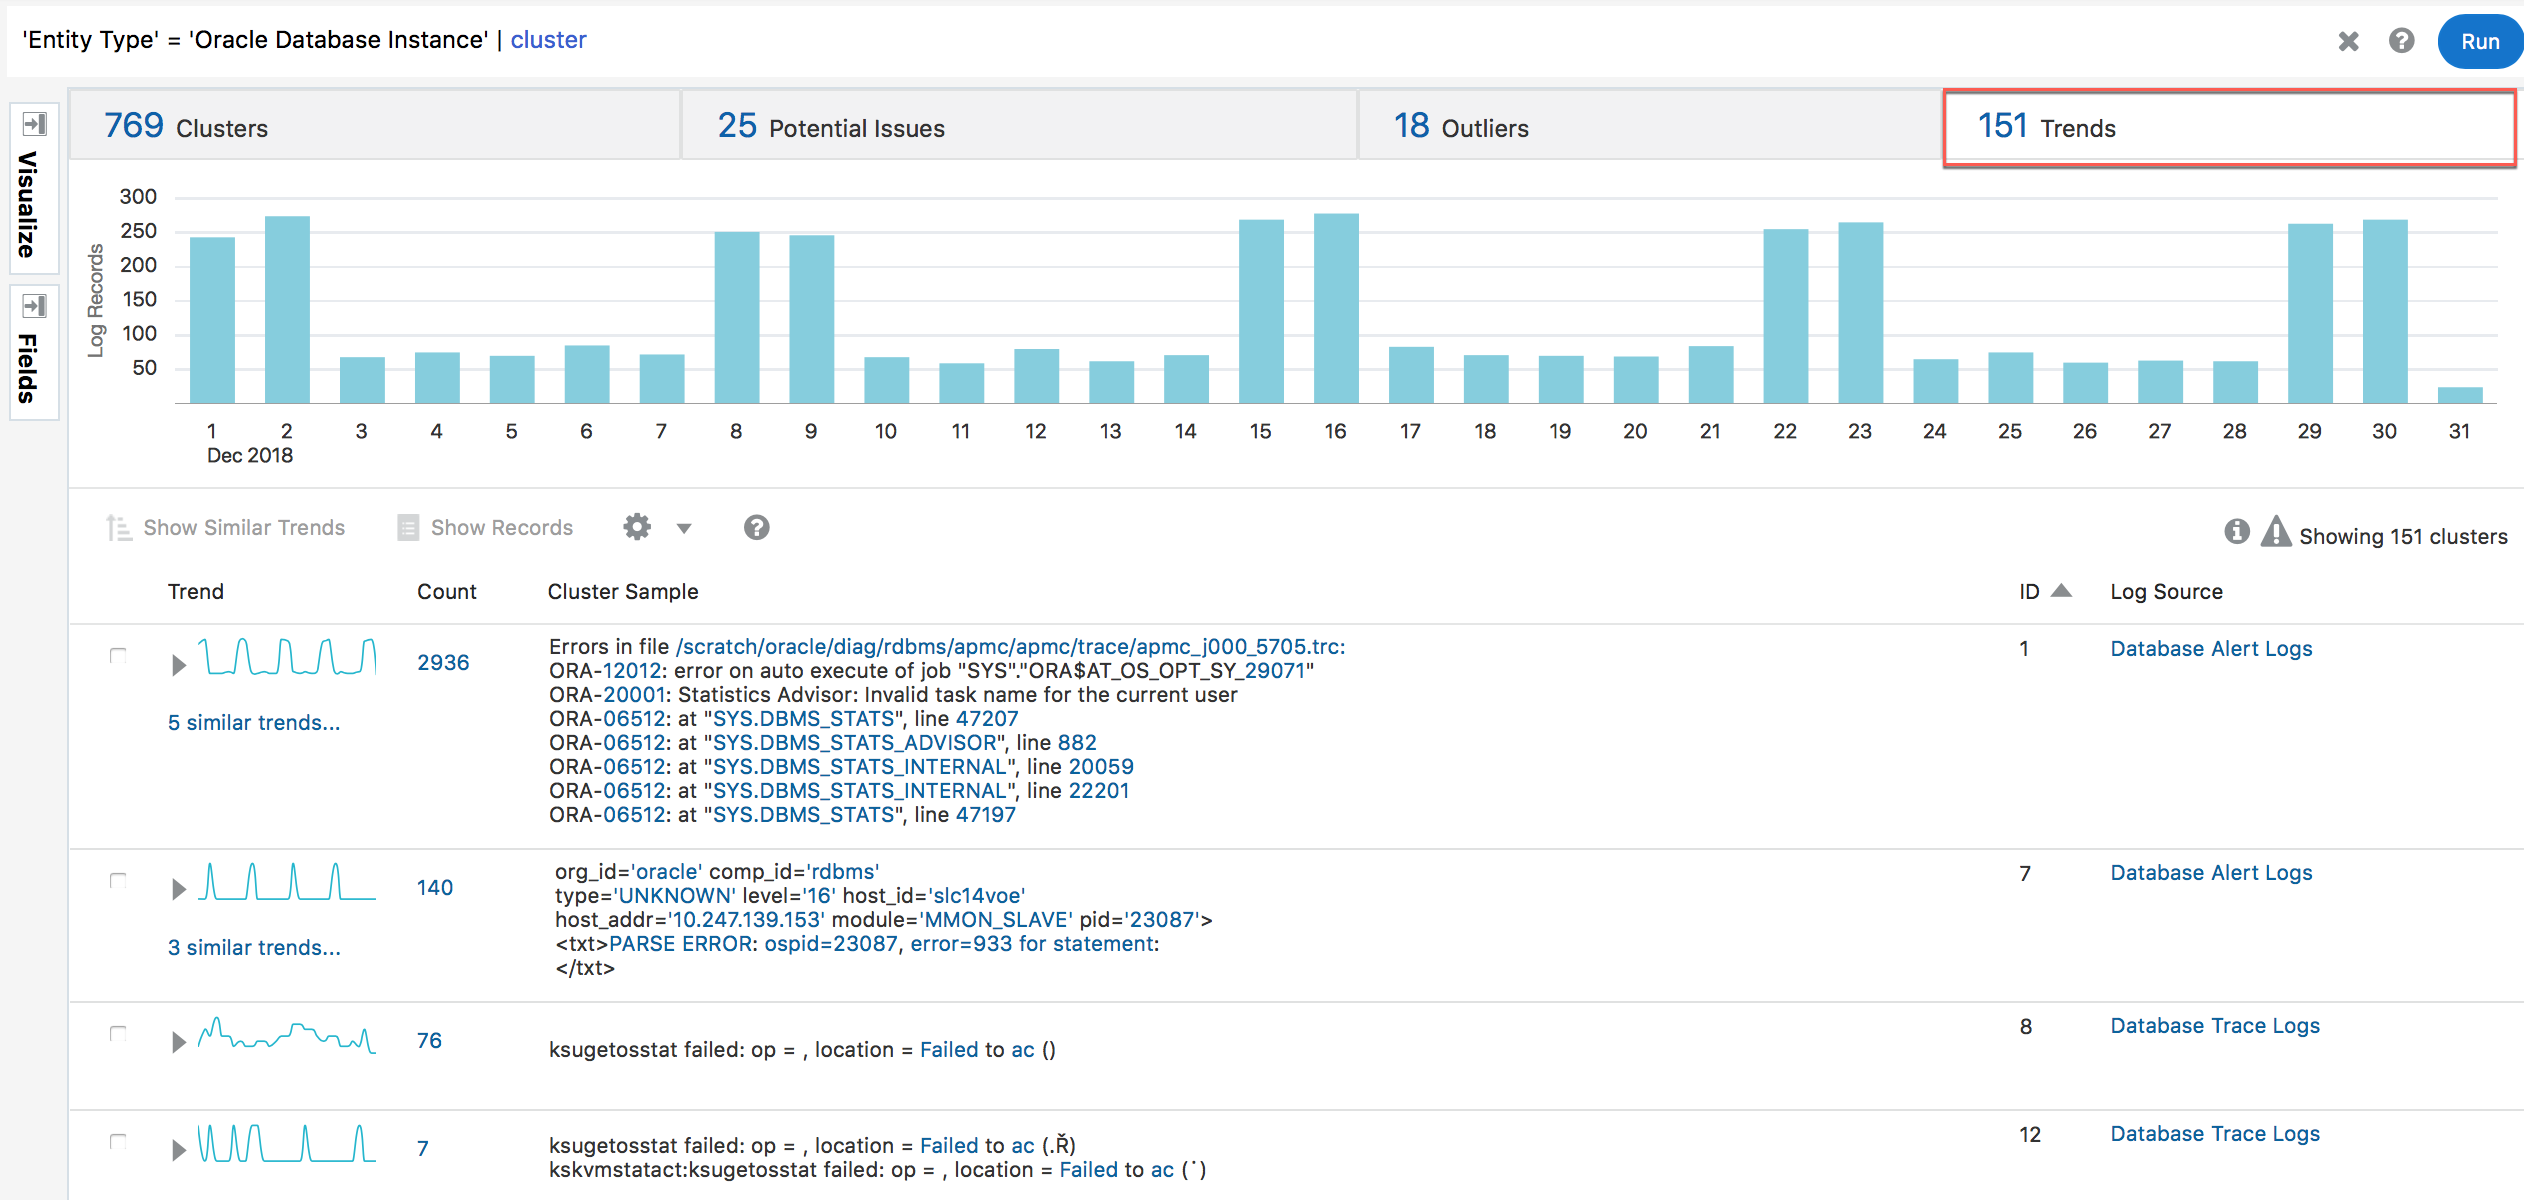 'Entity Type' = 'Oracle Database Instance' | cluster
Run
Visualize
Fields
769 Clusters
25 Potential Issues
18 Outliers
151 Trends
Log Records
300
250
200
150
100
50
1 2 3 4 5 6 7 8 9 10 11 12 13 14 15 16 17 18 19 20 21 22 23 24 25 26 27 28 29 30 31
Dec 2018
Show Similar Trends Show Records
Showing 151 clusters
Trend Count Cluster Sample ID Log Source
2936
5 similar trends...
Errors in file /scratch/oracle/diag/rdbms/apmc/apmc/trace/apmc_j000_5705.trc:
ORA-12012: error on auto execute of job "SYS"."ORA$AT_OS_OPT_SY_29071"
ORA-20001: Statistics Advisor: Invalid task name for the current user
ORA-06512: at "SYS.DBMS_STATS", line 47207
ORA-06512: at "SYS.DBMS_STATS_ADVISOR", line 882
ORA-06512: at "SYS.DBMS_STATS_INTERNAL", line 20059
ORA-06512: at "SYS.DBMS_STATS_INTERNAL", line 22201
ORA-06512: at "SYS.DBMS_STATS", line 47197
1
Database Alert Logs
140
3 similar trends...
org_id='oracle' comp_id='rdbms'
type='UNKNOWN' level='16' host_id='slc14voe'
host_addr='10.247.139.153' module='MMON_SLAVE' pid='23087'>
<txt>PARSE ERROR: ospid=23087, error=933 for statement:
</txt>
7
Database Alert Logs
76
ksugetosstat failed: op = , location = Failed to ac ()
8
Database Trace Logs
7
ksugetosstat failed: op = , location = Failed to ac (.Ř)
kskvmstatact:ksugetosstat failed: op = , location = Failed to ac (˙)
12
Database Trace Logs